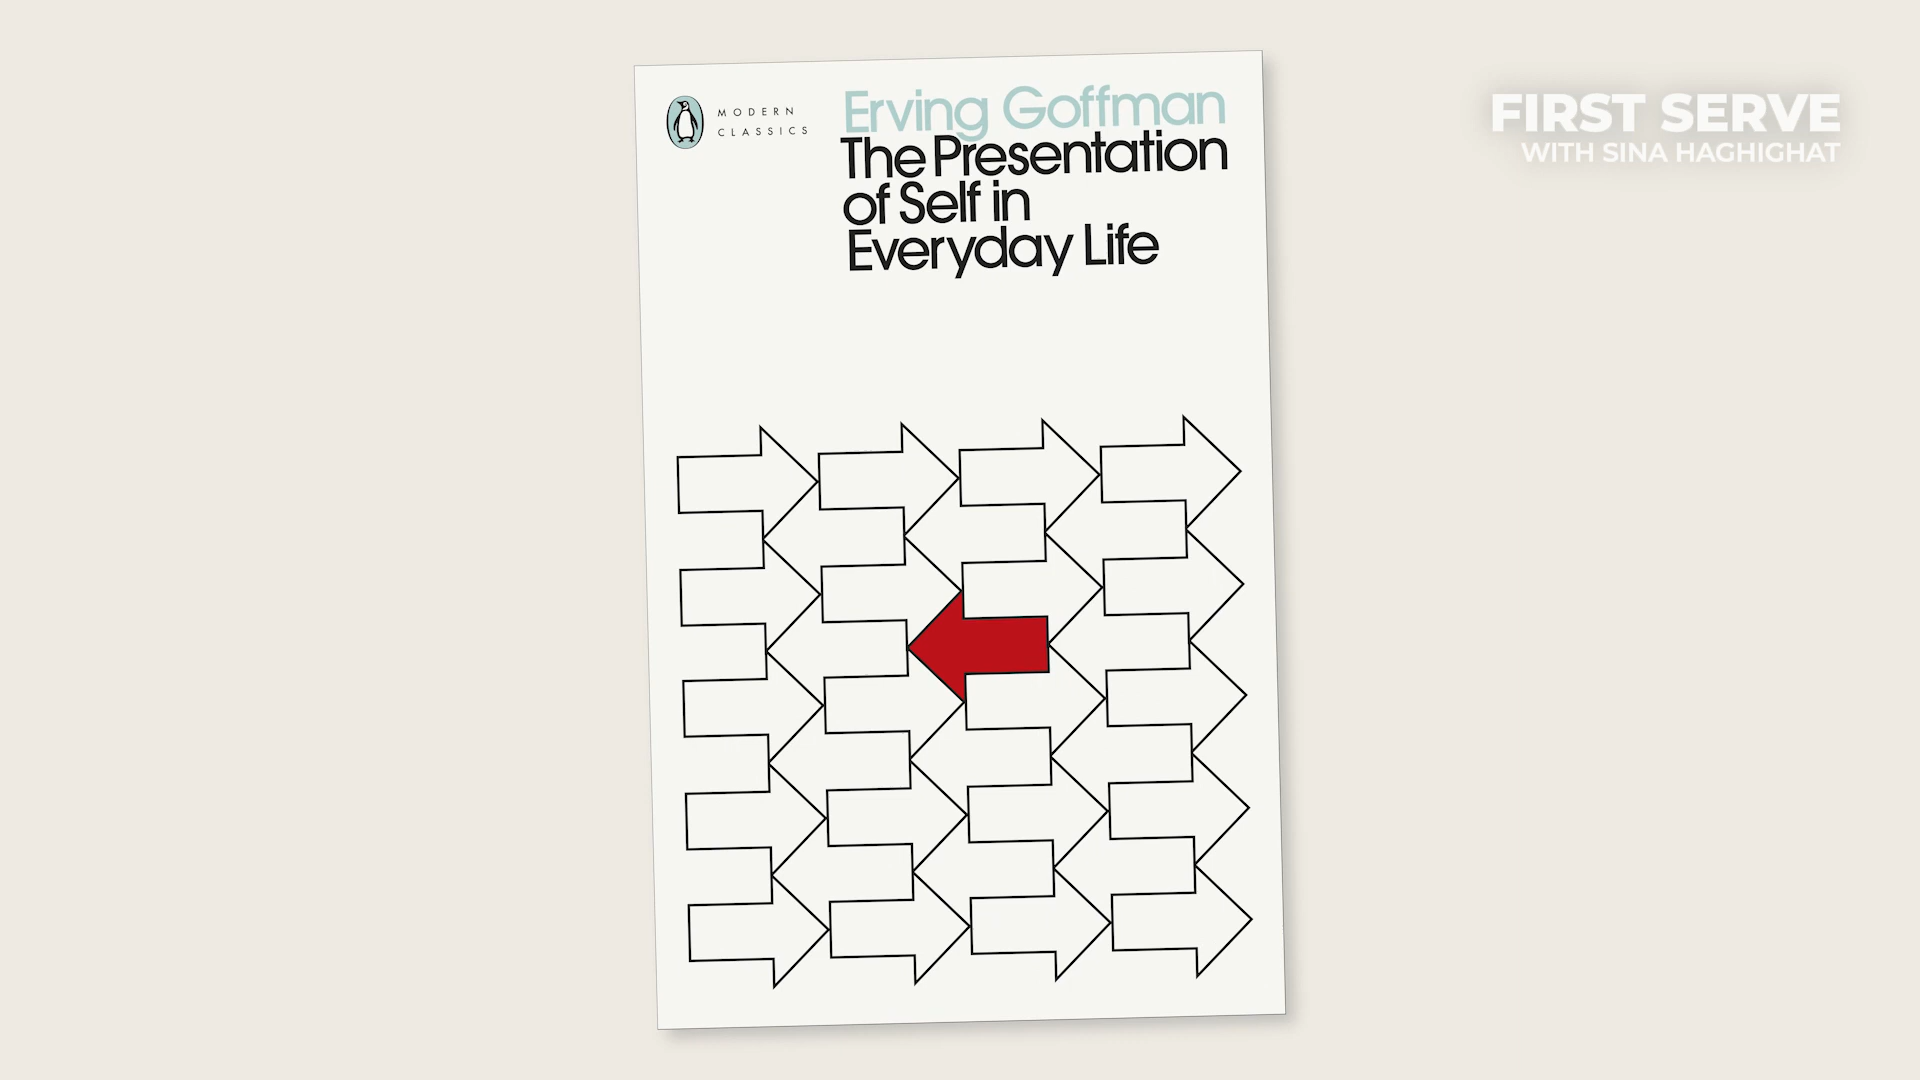 MODERN
CLASSICS
Erving Goffman
The Presentation
of Self in
Everyday Life
FIRST SERVE
WITH SINA HAGHIGHAT